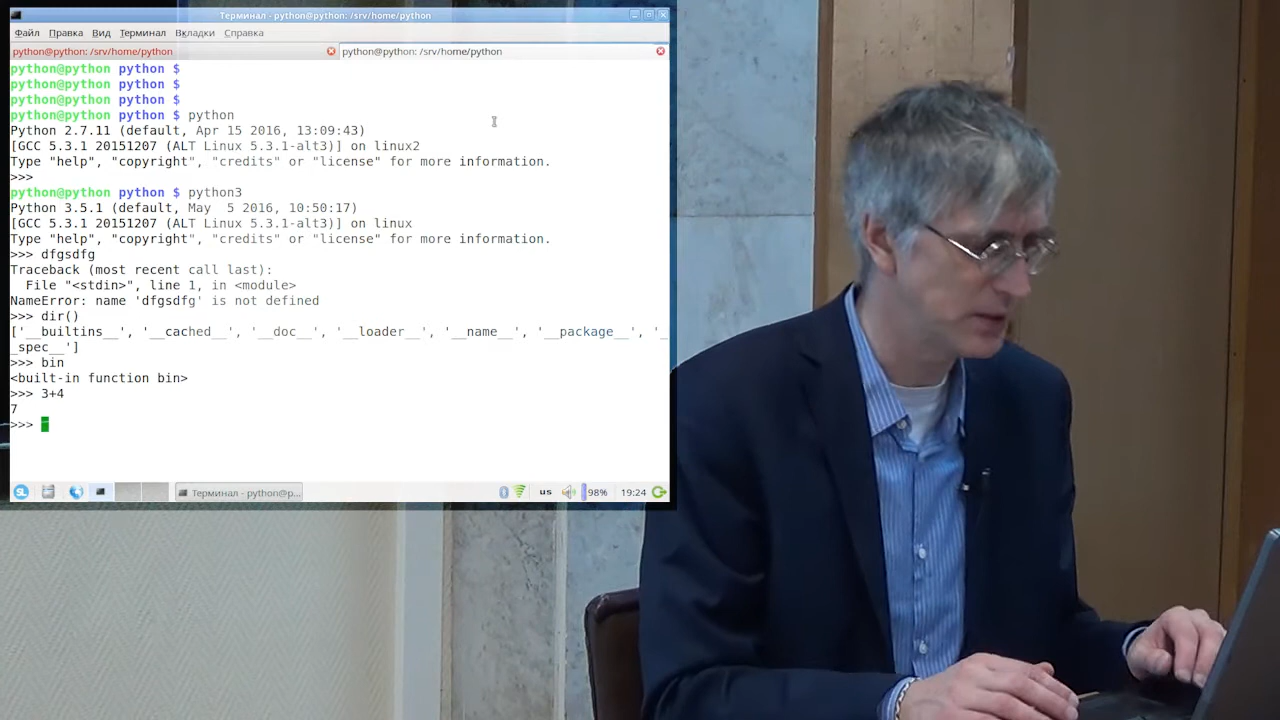 Терминал - python@python: /srv/home/python
Файл Правка Вид Терминал Вкладки Справка
python@python: /srv/home/python python@python: /srv/home/python
python@python python $
python@python python $
python@python python $
python@python python $ python
Python 2.7.11 (default, Apr 15 2016, 13:09:43)
[GCC 5.3.1 20151207 (ALT Linux 5.3.1-alt3)] on linux2
Type "help", "copyright", "credits" or "license" for more information.
>>>
python@python python $ python3
Python 3.5.1 (default, May  5 2016, 10:50:17)
[GCC 5.3.1 20151207 (ALT Linux 5.3.1-alt3)] on linux
Type "help", "copyright", "credits" or "license" for more information.
>>> dfgsdfg
Traceback (most recent call last):
  File "<stdin>", line 1, in <module>
NameError: name 'dfgsdfg' is not defined
>>> dir()
['__builtins__', '__cached__', '__doc__', '__loader__', '__name__', '__package__', '_
_spec__']
>>> bin
<built-in function bin>
>>> 3+4
7
>>>
Терминал - python@p... us 98% 19:24